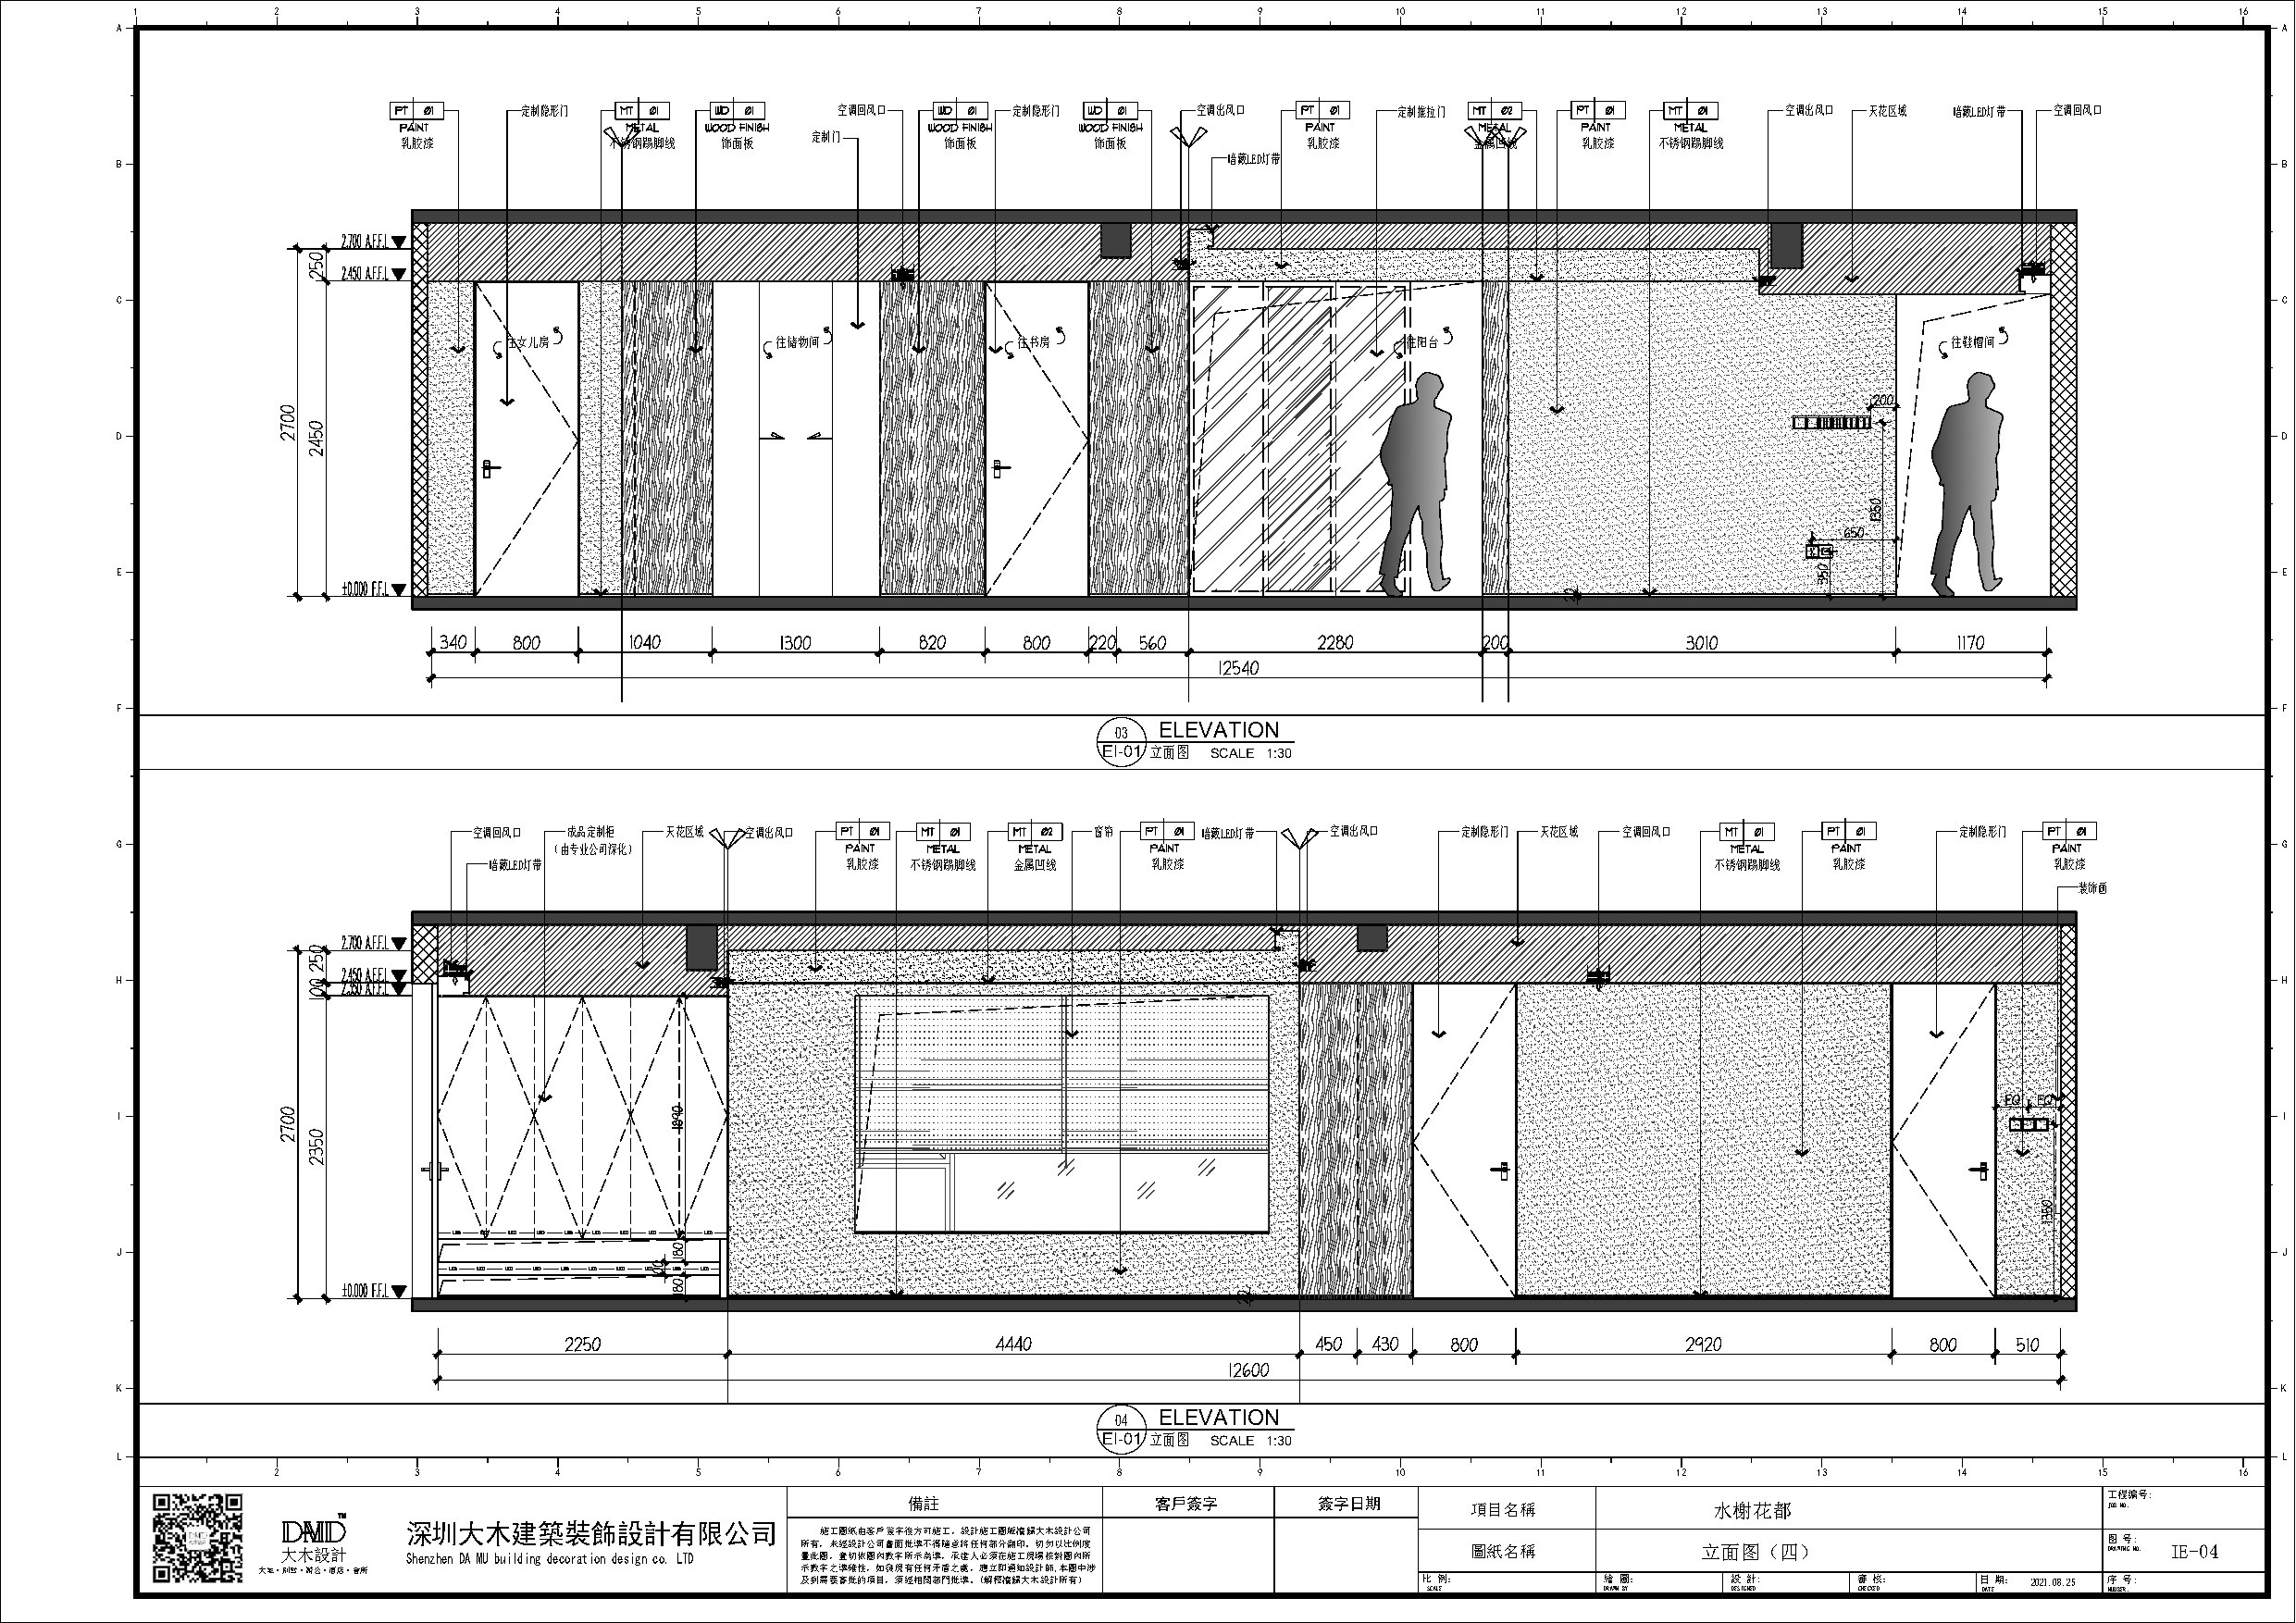 1 2 3 4 5 6 7 8 9 10 11 12 13 14 15 16
A A
B B
C C
D D
E E
F F
G G
H H
I I
J J
K K
L L
PT 01
PAINT
乳胶漆
定制隐形门
MT 01
METAL
不锈钢踢脚线
WD 01
WOOD FINISH
饰面板
空调回风口
定制门
WD 01
WOOD FINISH
饰面板
定制隐形门
WD 01
WOOD FINISH
饰面板
空调出风口
暗藏LED灯带
PT 01
PAINT
乳胶漆
定制推拉门
MT 02
METAL
金属凹线
PT 01
PAINT
乳胶漆
MT 01
METAL
不锈钢踢脚线
空调出风口
天花区域
暗藏LED灯带
空调回风口
2.700 A.F.F.L
2.450 A.F.F.L
±0.000 F.F.L
250
2700
2450
往女儿房
往储物间
往书房
往阳台
往鞋帽间
200
1350
650
350
340 800 1040 1300 820 800 220 560 2280 200 3010 1170
12540
03
EI-01
ELEVATION
立面图 SCALE 1:30
空调回风口
暗藏LED灯带
成品定制柜
(由专业公司深化)
天花区域
空调出风口
PT 01
PAINT
乳胶漆
MT 01
METAL
不锈钢踢脚线
MT 02
METAL
金属凹线
窗帘
PT 01
PAINT
乳胶漆
暗藏LED灯带
空调出风口
定制隐形门
天花区域
空调回风口
MT 01
METAL
不锈钢踢脚线
PT 01
PAINT
乳胶漆
定制隐形门
PT 01
PAINT
乳胶漆
装饰画
2.700 A.F.F.L
2.450 A.F.F.L
2.350 A.F.F.L
±0.000 F.F.L
250
100
2700
2350
1890
180
100
180
EQ EQ
1350
2250 4440 450 430 800 2920 800 510
12600
04
EI-01
ELEVATION
立面图 SCALE 1:30
1 2 3 4 5 6 7 8 9 10 11 12 13 14 15 16
DMD
TM
大木設計
深圳大木建築裝飾設計有限公司
Shenzhen DA MU building decoration design co. LTD
備註
施工圖紙由客戶簽字後方可施工，設計施工圖紙權歸大木設計公司
所有，未經設計公司書面批準不得隨意將任何部分翻印，切勿以比例度
量此圖，壹切依圖內數字所示為準，承造人必須在施工現場核對圖內所
示數字之準確性，如發現有任何矛盾之處，應立即通知設計師,本圖中涉
及到需要審批的項目，須經相關部門批準。(解釋權歸大木設計所有)
客戶簽字
簽字日期
項目名稱
水榭花都
圖紙名稱
立面图（四）
比 例:
SCALE
繪 圖:
DRAWN BY
設 計:
DESIGNED
審 核:
CHECKED
日 期:
DATE
2021.08.25
工程編号:
JOB NO.
图 号:
DRAWING NO.
IE-04
序 号:
NUMBER: